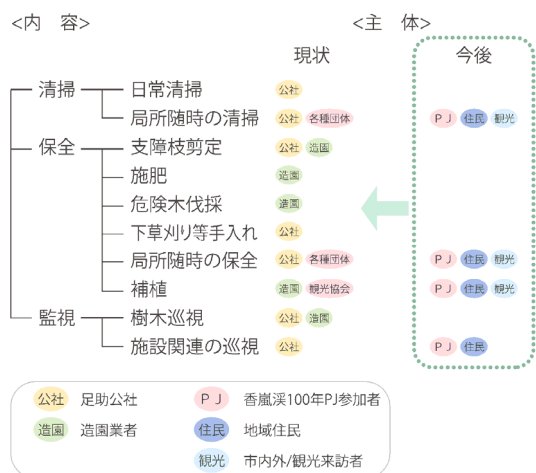 <内　容>　<主　体>
現状　今後
清掃　日常清掃　公社
局所随時の清掃　公社　各種団体　PJ　住民　観光
保全　支障枝剪定　公社　造園
施肥　造園
危険木伐採　造園
下草刈り等手入れ　公社
局所随時の保全　公社　各種団体　PJ　住民　観光
補植　造園　観光協会　PJ　住民　観光
監視　樹木巡視　公社　造園
施設関連の巡視　公社　PJ　住民
公社　足助公社　PJ　香嵐渓100年PJ参加者
造園　造園業者　住民　地域住民
観光　市内外/観光来訪者